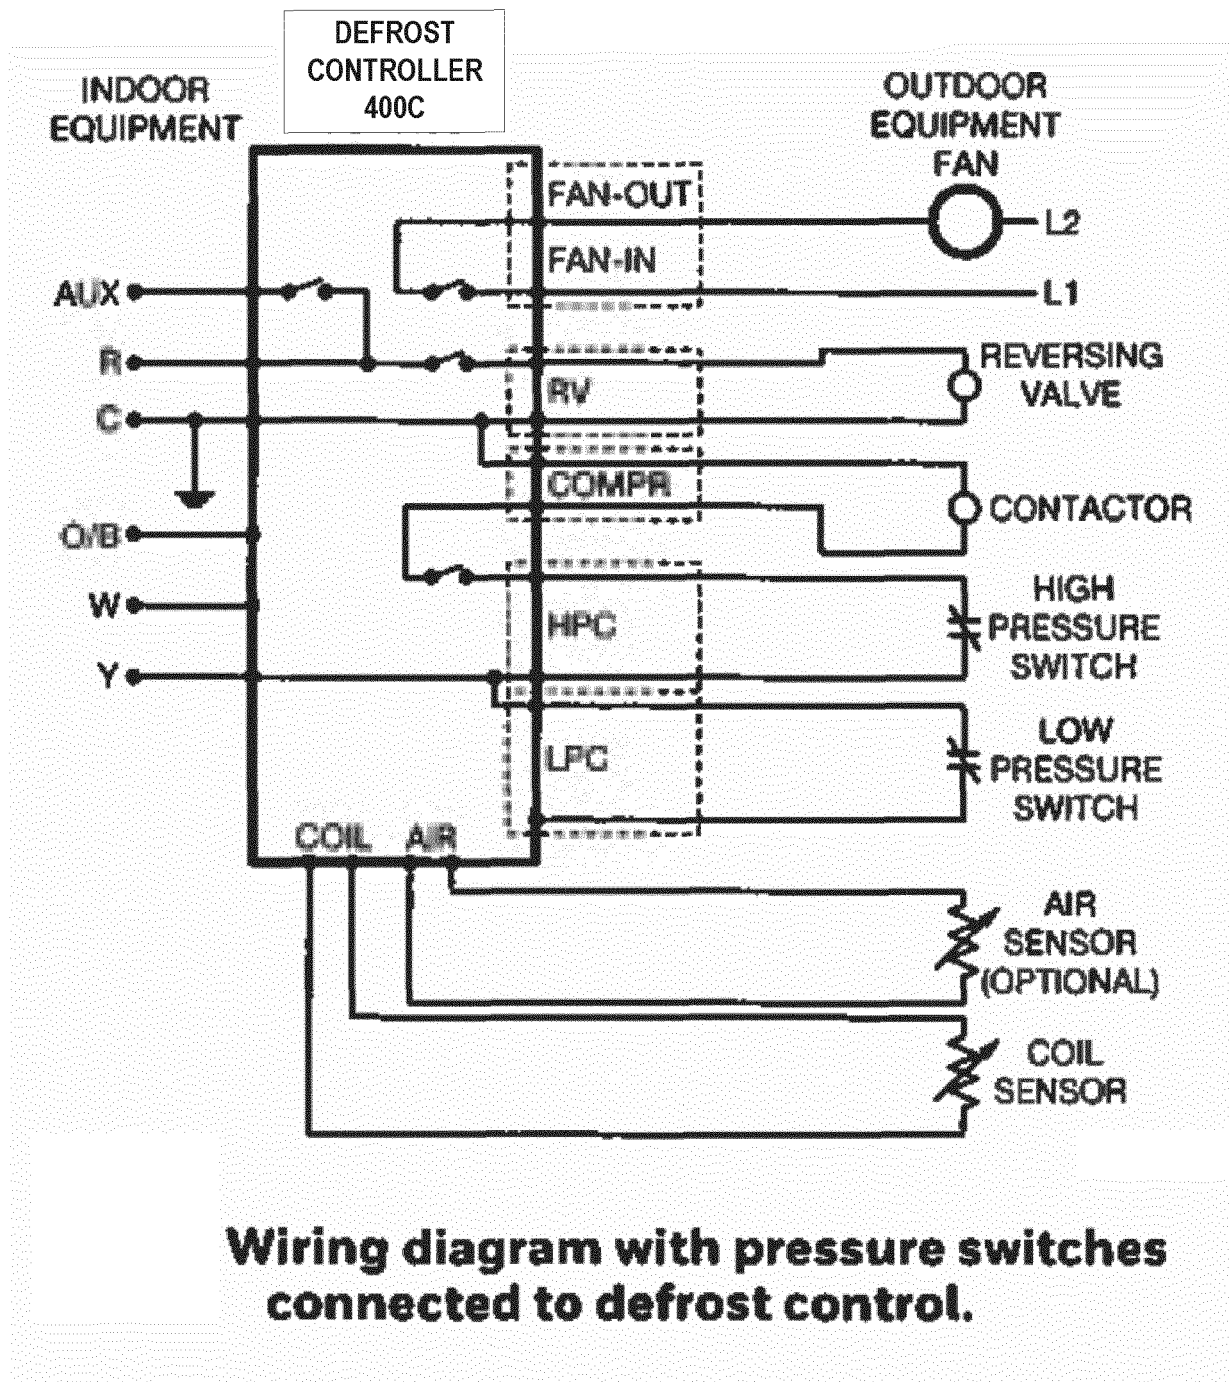 DEFROST
CONTROLLER
400C
INDOOR
EQUIPMENT
OUTDOOR
EQUIPMENT
FAN
FAN-OUT
L2
FAN-IN
AUX
L1
R
REVERSING
VALVE
RV
C
COMPR
CONTACTOR
O/B
HIGH
PRESSURE
SWITCH
W
HPC
Y
LOW
PRESSURE
SWITCH
LPC
COIL
AIR
AIR
SENSOR
(OPTIONAL)
COIL
SENSOR
Wiring diagram with pressure switches
connected to defrost control.